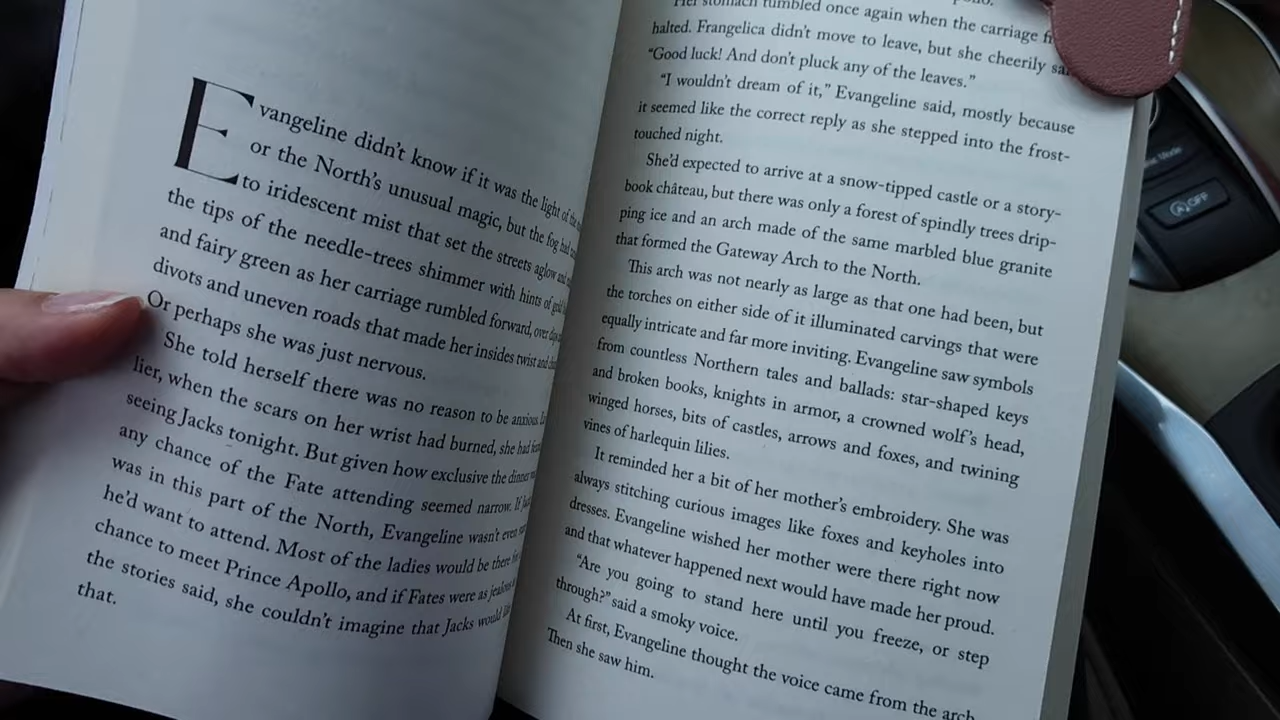 Evangeline didn't know if it was the light of the
or the North's unusual magic, but the fog had
to iridescent mist that set the streets aglow and
the tips of the needle-trees shimmer with hints of gold
and fairy green as her carriage rumbled forward, over
divots and uneven roads that made her insides twist and
Or perhaps she was just nervous.
She told herself there was no reason to be anxious.
lier, when the scars on her wrist had burned, she had
seeing Jacks tonight. But given how exclusive the dinner
any chance of the Fate attending seemed narrow. If
was in this part of the North, Evangeline wasn't even
he'd want to attend. Most of the ladies would be there
chance to meet Prince Apollo, and if Fates were as jealous
the stories said, she couldn't imagine that Jacks would
that.
Her stomach tumbled once again when the carriage
halted. Frangelica didn't move to leave, but she cheerily
“Good luck! And don't pluck any of the leaves.”
“I wouldn't dream of it,” Evangeline said, mostly because
it seemed like the correct reply as she stepped into the frost-
touched night.
She'd expected to arrive at a snow-tipped castle or a story-
book château, but there was only a forest of spindly trees drip-
ping ice and an arch made of the same marbled blue granite
that formed the Gateway Arch to the North.
This arch was not nearly as large as that one had been, but
the torches on either side of it illuminated carvings that were
equally intricate and far more inviting. Evangeline saw symbols
from countless Northern tales and ballads: star-shaped keys
and broken books, knights in armor, a crowned wolf's head,
winged horses, bits of castles, arrows and foxes, and twining
vines of harlequin lilies.
It reminded her a bit of her mother's embroidery. She was
always stitching curious images like foxes and keyholes into
dresses. Evangeline wished her mother were there right now
and that whatever happened next would have made her proud.
“Are you going to stand here until you freeze, or step
through?” said a smoky voice.
At first, Evangeline thought the voice came from the arch.
Then she saw him.
OFF